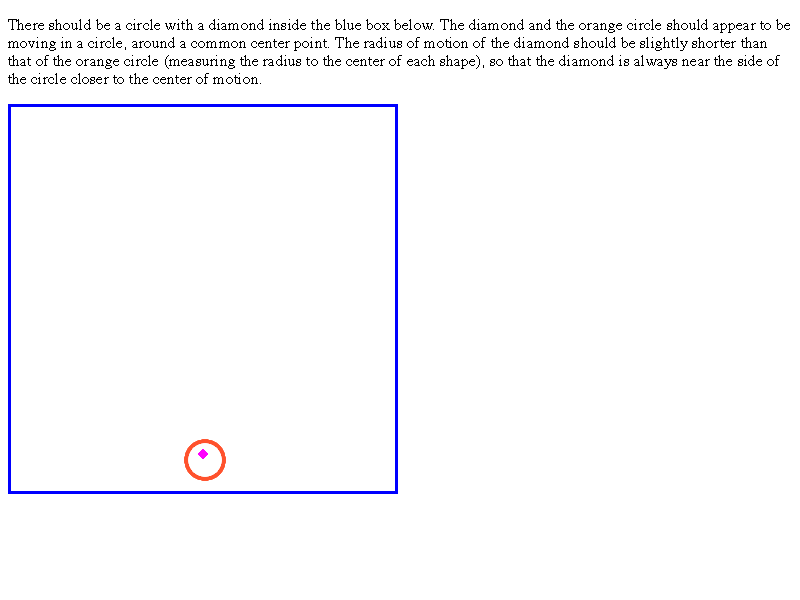 There should be a circle with a diamond inside the blue box below. The diamond and the orange circle should appear to be
moving in a circle, around a common center point. The radius of motion of the diamond should be slightly shorter than
that of the orange circle (measuring the radius to the center of each shape), so that the diamond is always near the side of
the circle closer to the center of motion.